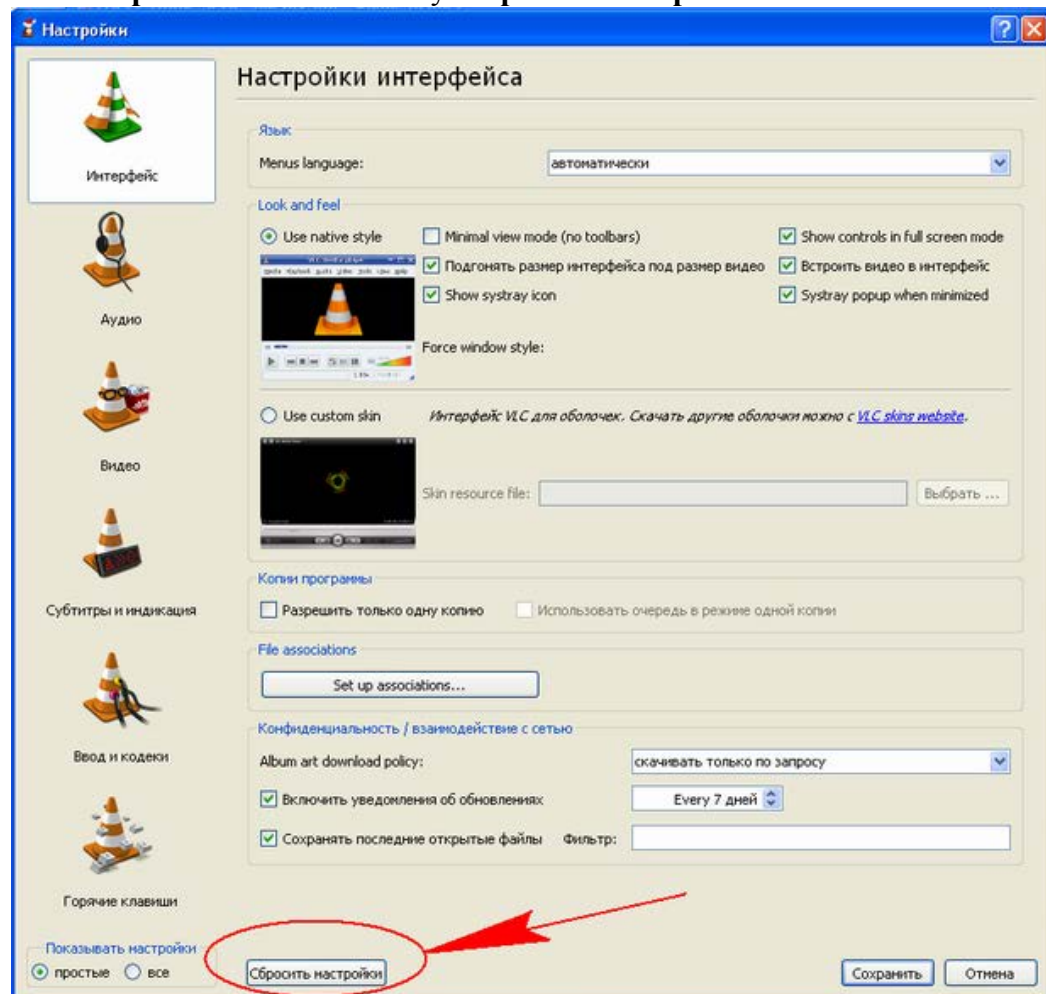 Настройки
Настройки интерфейса
Интерфейс
Аудио
Видео
Субтитры и индикация
Ввод и кодеки
Горячие клавиши
Язык
Menus language: автоматически
Look and feel
Use native style Minimal view mode (no toolbars) Show controls in full screen mode
Подгонять размер интерфейса под размер видео Встроить видео в интерфейс
Show systray icon Systray popup when minimized
Force window style:
Use custom skin Интерфейс VLC для оболочек. Скачать другие оболочки можно с VLC skins website.
Skin resource file: Выбрать ...
Копии программы
Разрешить только одну копию Использовать очередь в режиме одной копии
File associations
Set up associations...
Конфиденциальность / взаимодействие с сетью
Album art download policy: скачивать только по запросу
Включить уведомления об обновлениях Every 7 дней
Сохранять последние открытые файлы Фильтр:
Показывать настройки
простые все Сбросить настройки Сохранить Отмена